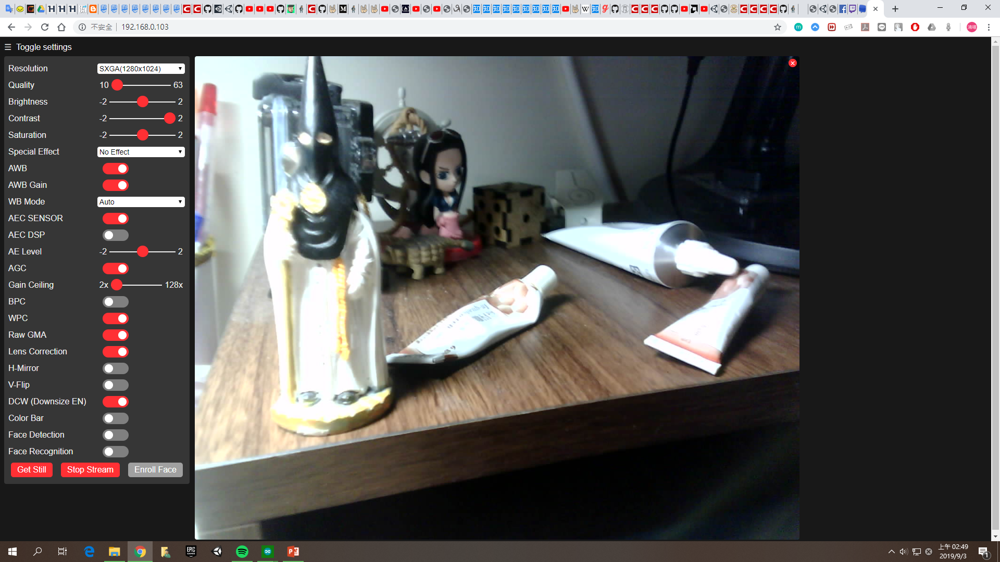 不安全 192.168.0.103
☰ Toggle settings
Resolution SXGA(1280x1024)
Quality 10 63
Brightness -2 2
Contrast -2 2
Saturation -2 2
Special Effect No Effect
AWB
AWB Gain
WB Mode Auto
AEC SENSOR
AEC DSP
AE Level -2 2
AGC
Gain Ceiling 2x 128x
BPC
WPC
Raw GMA
Lens Correction
H-Mirror
V-Flip
DCW (Downsize EN)
Color Bar
Face Detection
Face Recognition
Get Still Stop Stream Enroll Face
EPIC GAMES
上午 02:49
2019/9/3
1